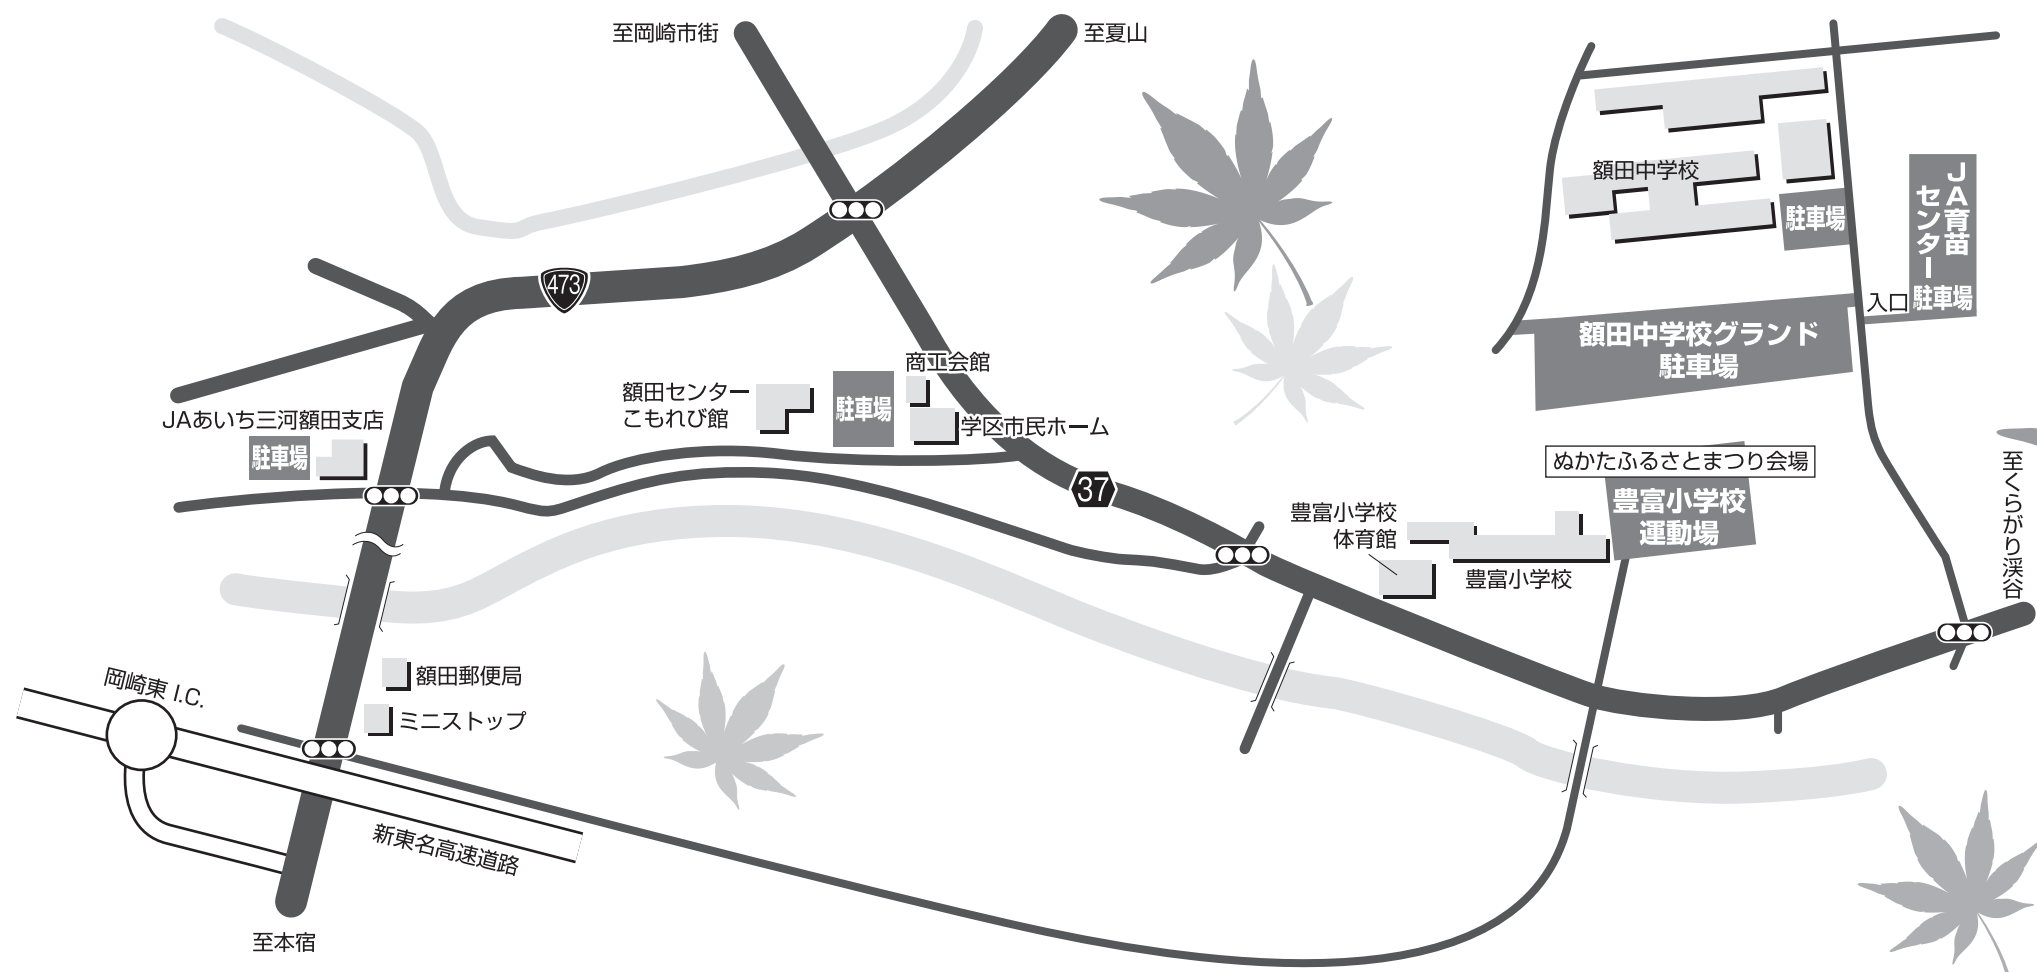 至岡崎市街
至夏山
額田中学校
駐車場
JA育苗
センター
駐車場
入口
473
額田中学校グランド
駐車場
商工会館
額田センター
こもれび館
駐車場
学区市民ホーム
JAあいち三河額田支店
駐車場
37
ぬかたふるさとまつり会場
豊富小学校
運動場
至くらがり渓谷
豊富小学校
体育館
豊富小学校
額田郵便局
ミニストップ
岡崎東 I.C.
新東名高速道路
至本宿